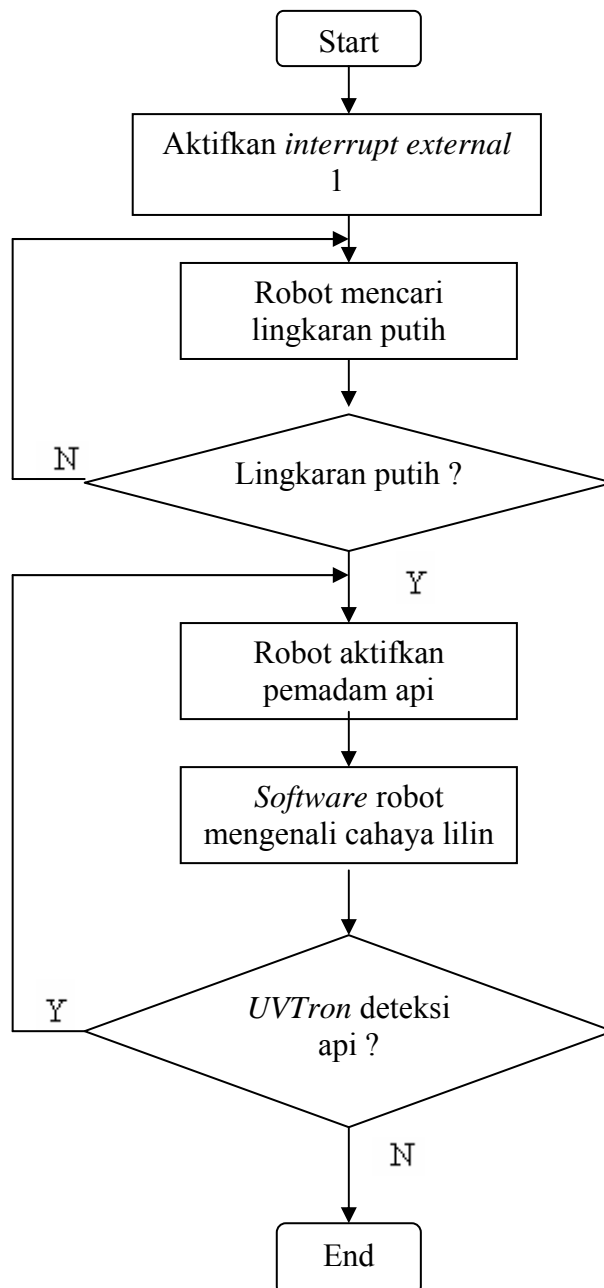 Start
Aktifkan interrupt external
1
Robot mencari
lingkaran putih
N
Lingkaran putih ?
Y
Robot aktifkan
pemadam api
Software robot
mengenali cahaya lilin
Y
UVTron deteksi
api ?
N
End